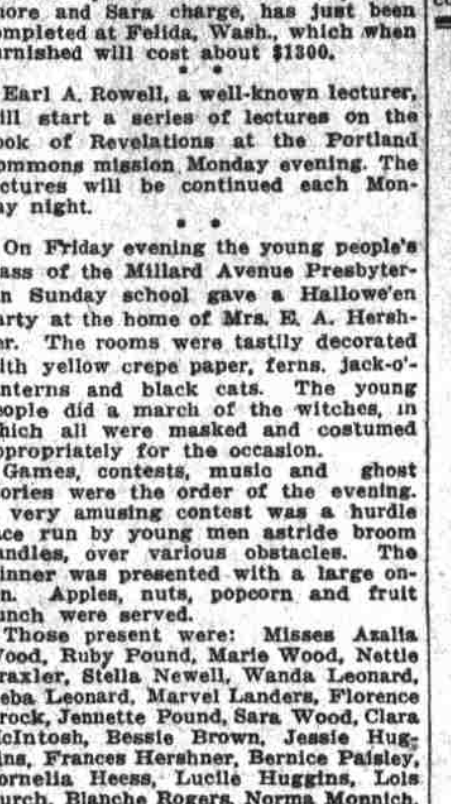 more and Sara charge, has just been
ompleted at Felida, Wash., which when
urnished will cost about $1300.
* *
Earl A. Rowell, a well-known lecturer,
ill start a series of lectures on the
ook of Revelations at the Portland
ommons mission Monday evening. The
ctures will be continued each Mon-
ay night.
* *
On Friday evening the young people's
lass of the Millard Avenue Presbyter-
an Sunday school gave a Hallowe'en
arty at the home of Mrs. E. A. Hersh-
er. The rooms were tastily decorated
ith yellow crepe paper, ferns, jack-o'-
anterns and black cats. The young
eople did a march of the witches, in
hich all were masked and costumed
ppropriately for the occasion.
Games, contests, music and ghost
ories were the order of the evening.
very amusing contest was a hurdle
ace run by young men astride broom
andles, over various obstacles. The
inner was presented with a large on-
n. Apples, nuts, popcorn and fruit
unch were served.
Those present were: Misses Azalia
Wood, Ruby Pound, Marie Wood, Nettle
raxler, Stella Newell, Wanda Leonard,
eba Leonard, Marvel Landers, Florence
rock, Jennette Pound, Sara Wood, Clara
cIntosh, Bessie Brown, Jessie Hug-
ins, Frances Hershner, Bernice Paisley,
ornelia Heess, Lucile Huggins, Lois
urch, Blanche Rogers, Norma Monnich,